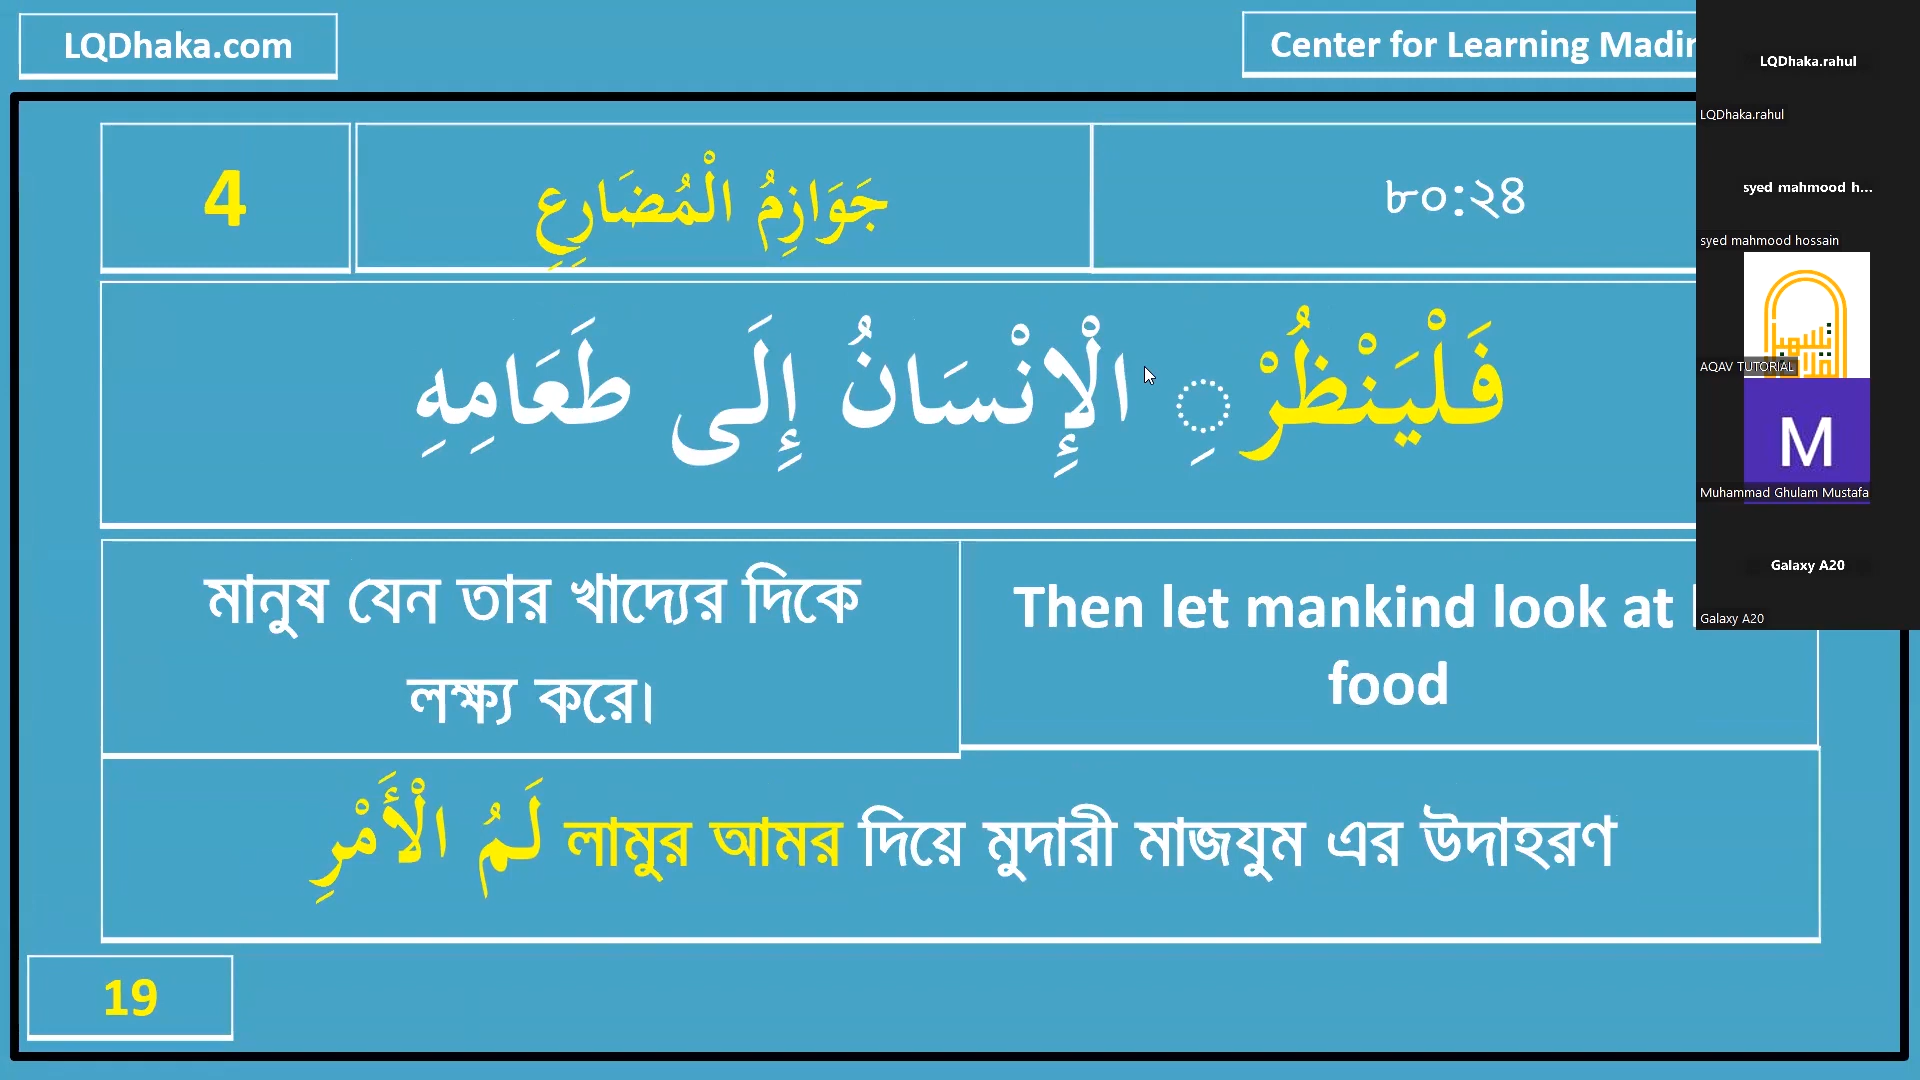 LQDhaka.com
Center for Learning
4
جَوَازِمُ الْمُضَارِعِ
৮০:২৪
فَلْيَنْظُرْ ِ الْإِنْسَانُ إِلَى طَعَامِهِ
মানুষ যেন তার খাদ্যের দিকে
লক্ষ্য করে।
Then let mankind look at
food
لَمُ الْأَمْرِ লামুর আমর দিয়ে মুদারী মাজযুম এর উদাহরণ
19
LQDhaka.rahul
LQDhaka.rahul
syed mahmood h...
syed mahmood hossain
AQAV TUTORIAL
M
Muhammad Ghulam Mustafa
Galaxy A20
Galaxy A20